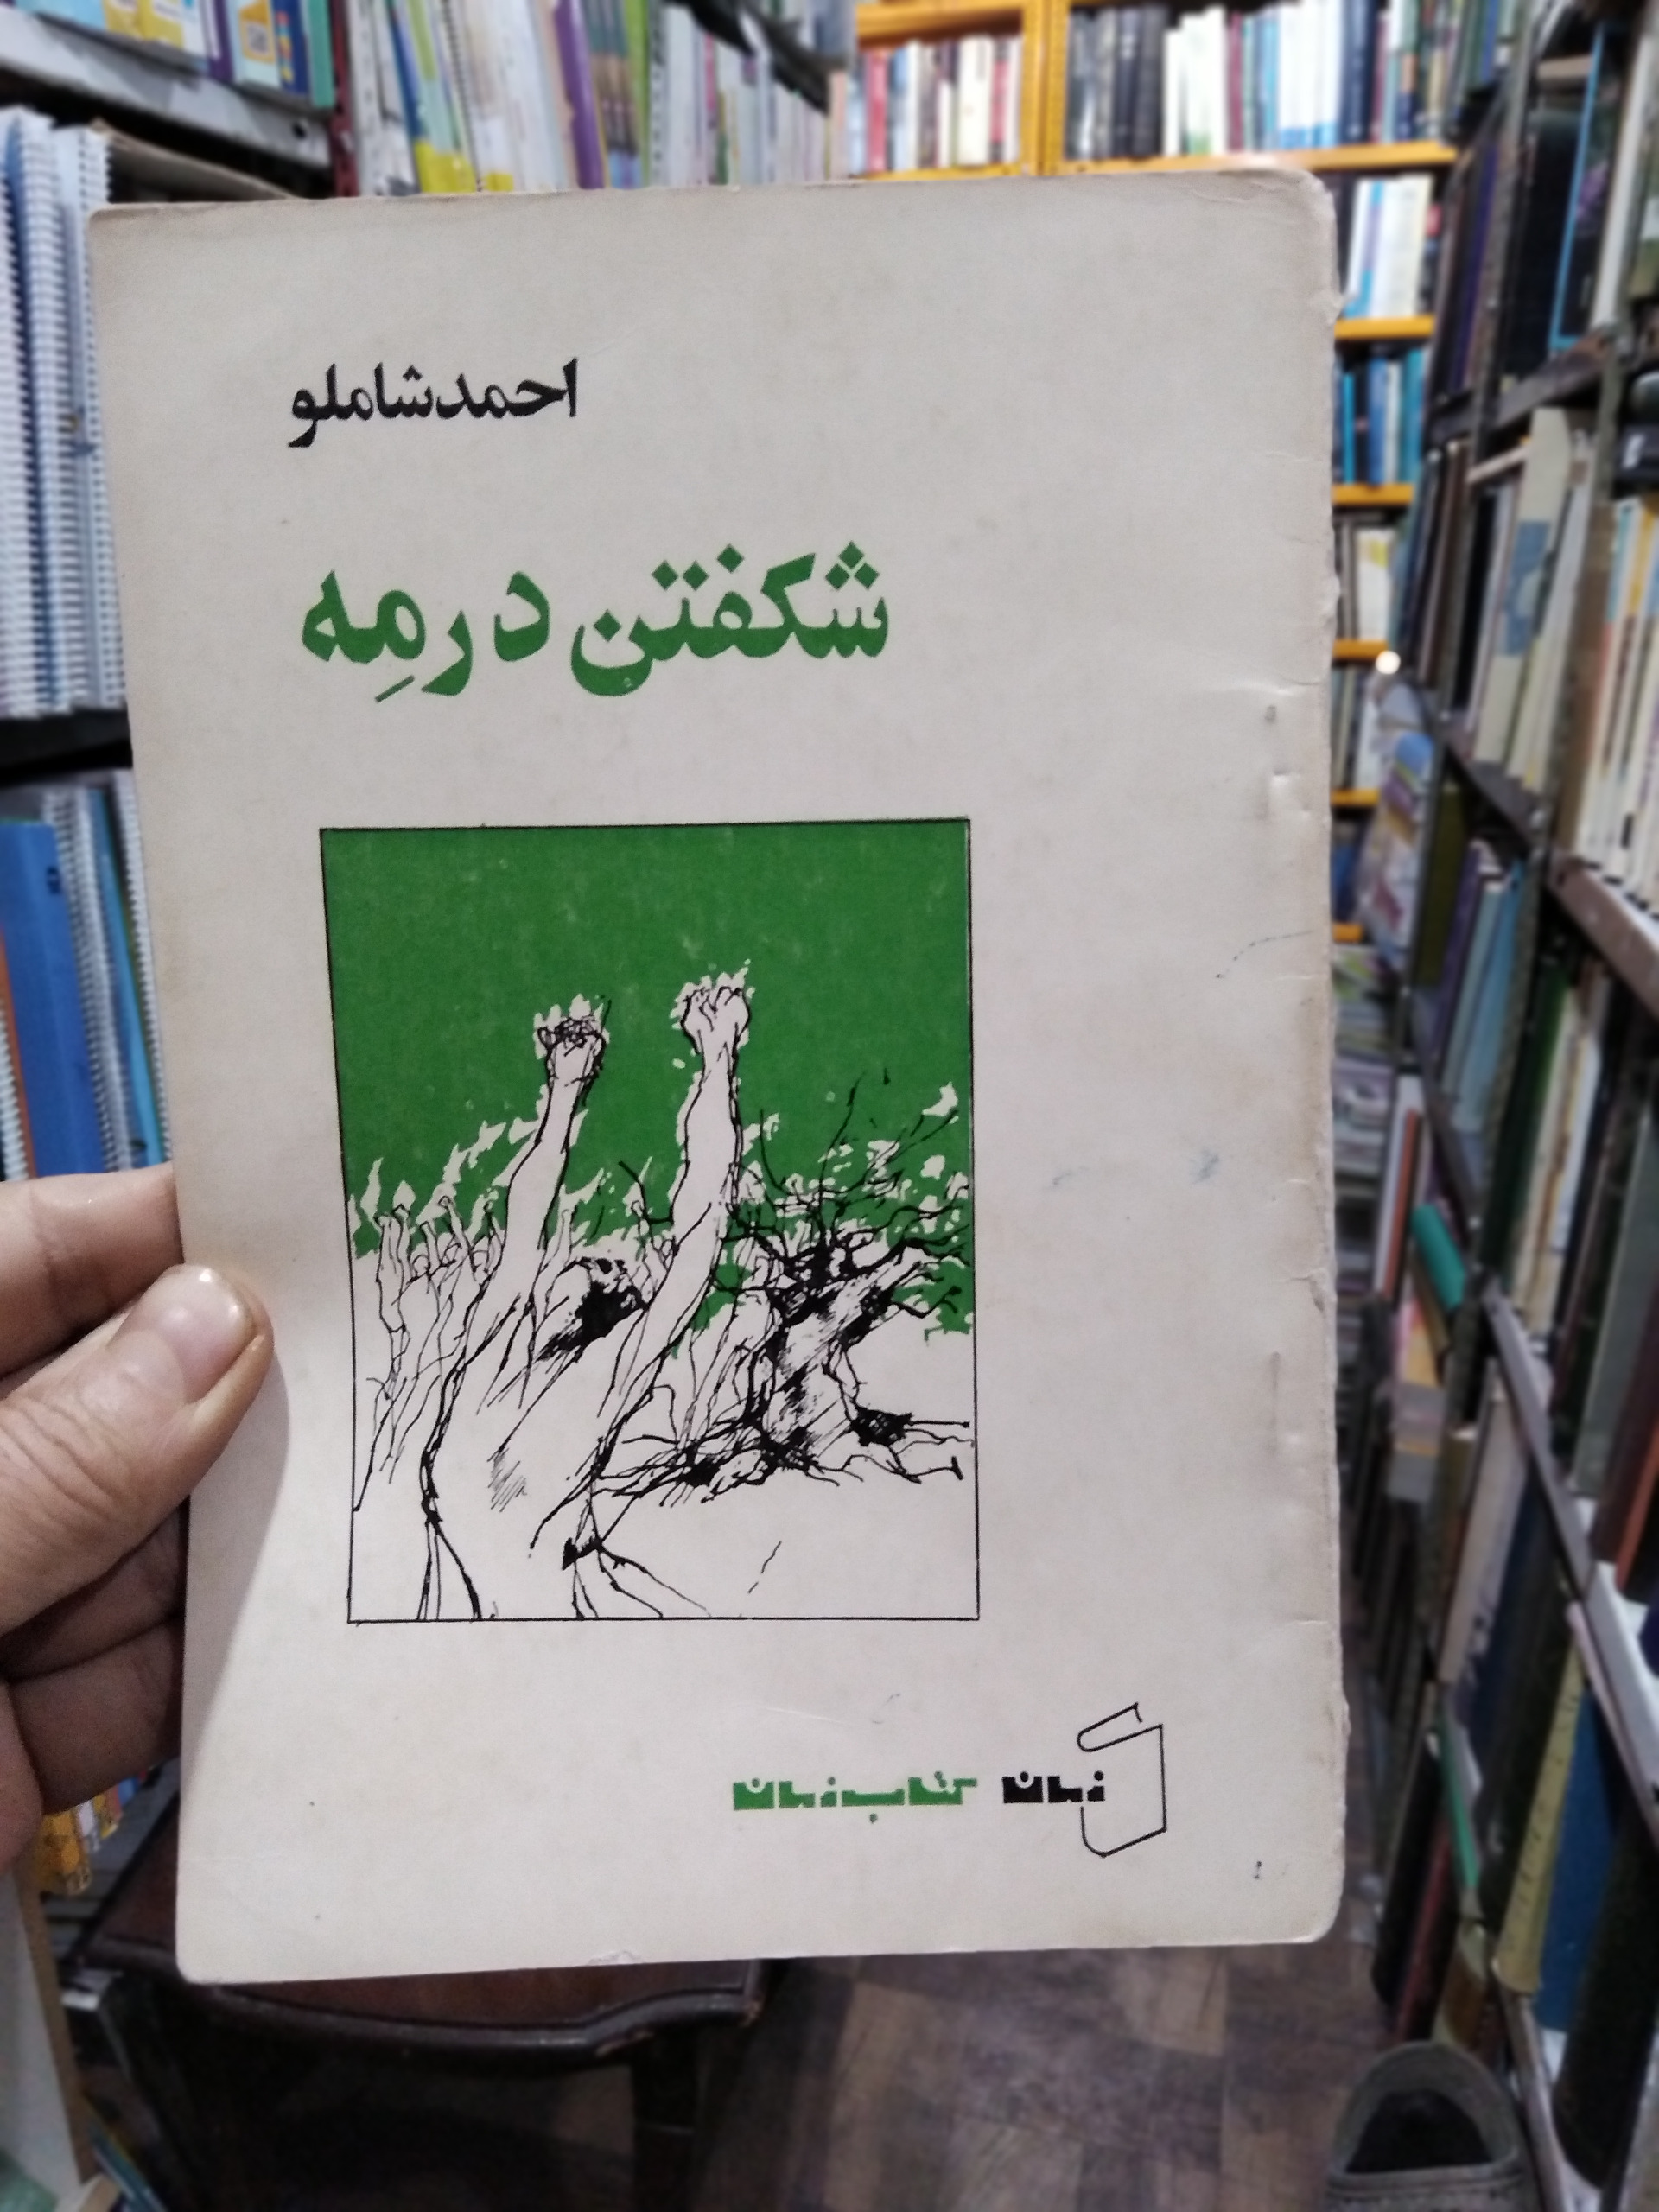 احمد شاملو
شکفتن در مِه
زمان کتاب زمان